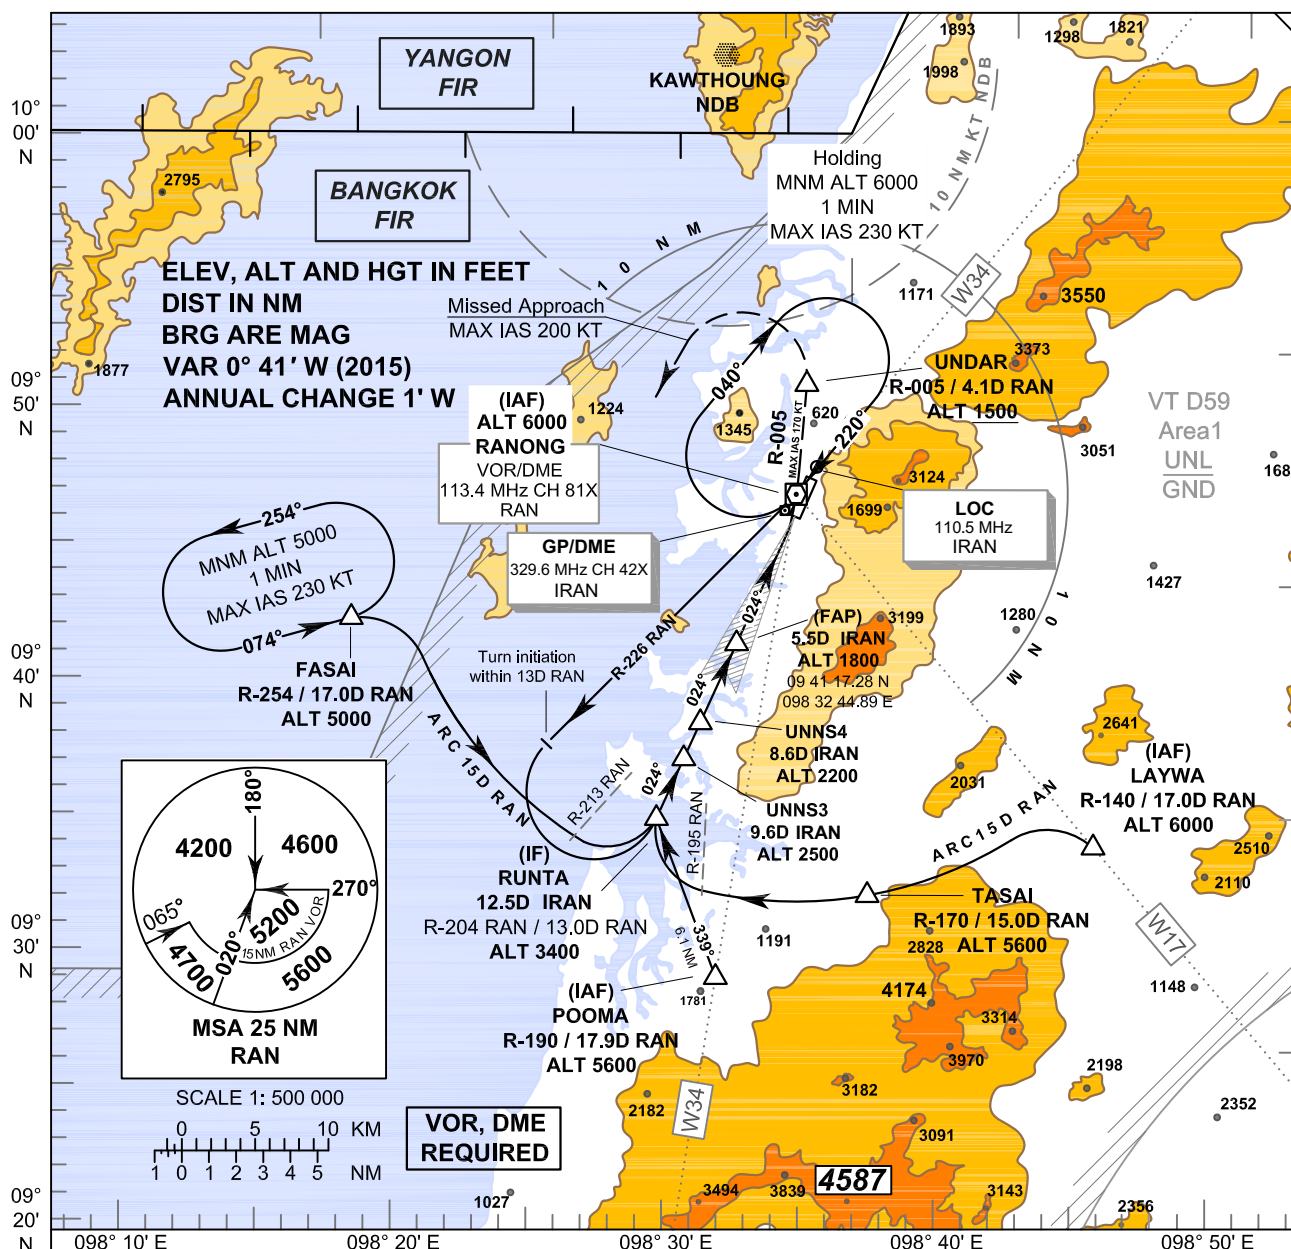 YANGON
FIR
KAWTHOUNG
NDB
1893
1998
1298
1821
10°
00'
N
2795
BANGKOK
FIR
Holding
MNM ALT 6000
1 MIN
MAX IAS 230 KT
10 NM KT NDB
10 NM
ELEV, ALT AND HGT IN FEET
DIST IN NM
BRG ARE MAG
VAR 0° 41' W (2015)
ANNUAL CHANGE 1' W
Missed Approach
MAX IAS 200 KT
1171
W34
3550
3373
1877
09°
50'
N
(IAF)
ALT 6000
RANONG
VOR/DME
113.4 MHz CH 81X
RAN
1224
040°
1345
R-005
MAX IAS 170 KT
620
220°
UNDAR
R-005 / 4.1D RAN
ALT 1500
VT D59
Area1
UNL
GND
3051
168
3124
1699
LOC
110.5 MHz
IRAN
GP/DME
329.6 MHz CH 42X
IRAN
254°
MNM ALT 5000
1 MIN
MAX IAS 230 KT
074°
1427
1280
10 NM
09°
40'
N
FASAI
R-254 / 17.0D RAN
ALT 5000
Turn initiation
within 13D RAN
R-226 RAN
024°
(FAP)
5.5D IRAN
ALT 1800
09 41 17.28 N
098 32 44.89 E
3199
024°
UNNS4
8.6D IRAN
ALT 2200
2641
2031
(IAF)
LAYWA
R-140 / 17.0D RAN
ALT 6000
ARC 15D RAN
R-213 RAN
024°
R-195 RAN
UNNS3
9.6D IRAN
ALT 2500
ARC 15D RAN
2510
2110
180°
4200
4600
270°
065°
5200
15NM RAN VOR
020°
4700
5600
MSA 25 NM
RAN
(IF)
RUNTA
12.5D IRAN
R-204 RAN / 13.0D RAN
ALT 3400
TASAI
R-170 / 15.0D RAN
ALT 5600
2828
09°
30'
N
339°
6.1NM
1191
W17
1148
(IAF)
POOMA
R-190 / 17.9D RAN
ALT 5600
1781
4174
3314
3970
2198
3182
2182
W34
2352
3091
SCALE 1: 500 000
0 5 10 KM
1 0 1 2 3 4 5 NM
VOR, DME
REQUIRED
4587
3494
3839
3143
2356
1027
09°
20'
N
098° 10' E
098° 20' E
098° 30' E
098° 40' E
098° 50' E